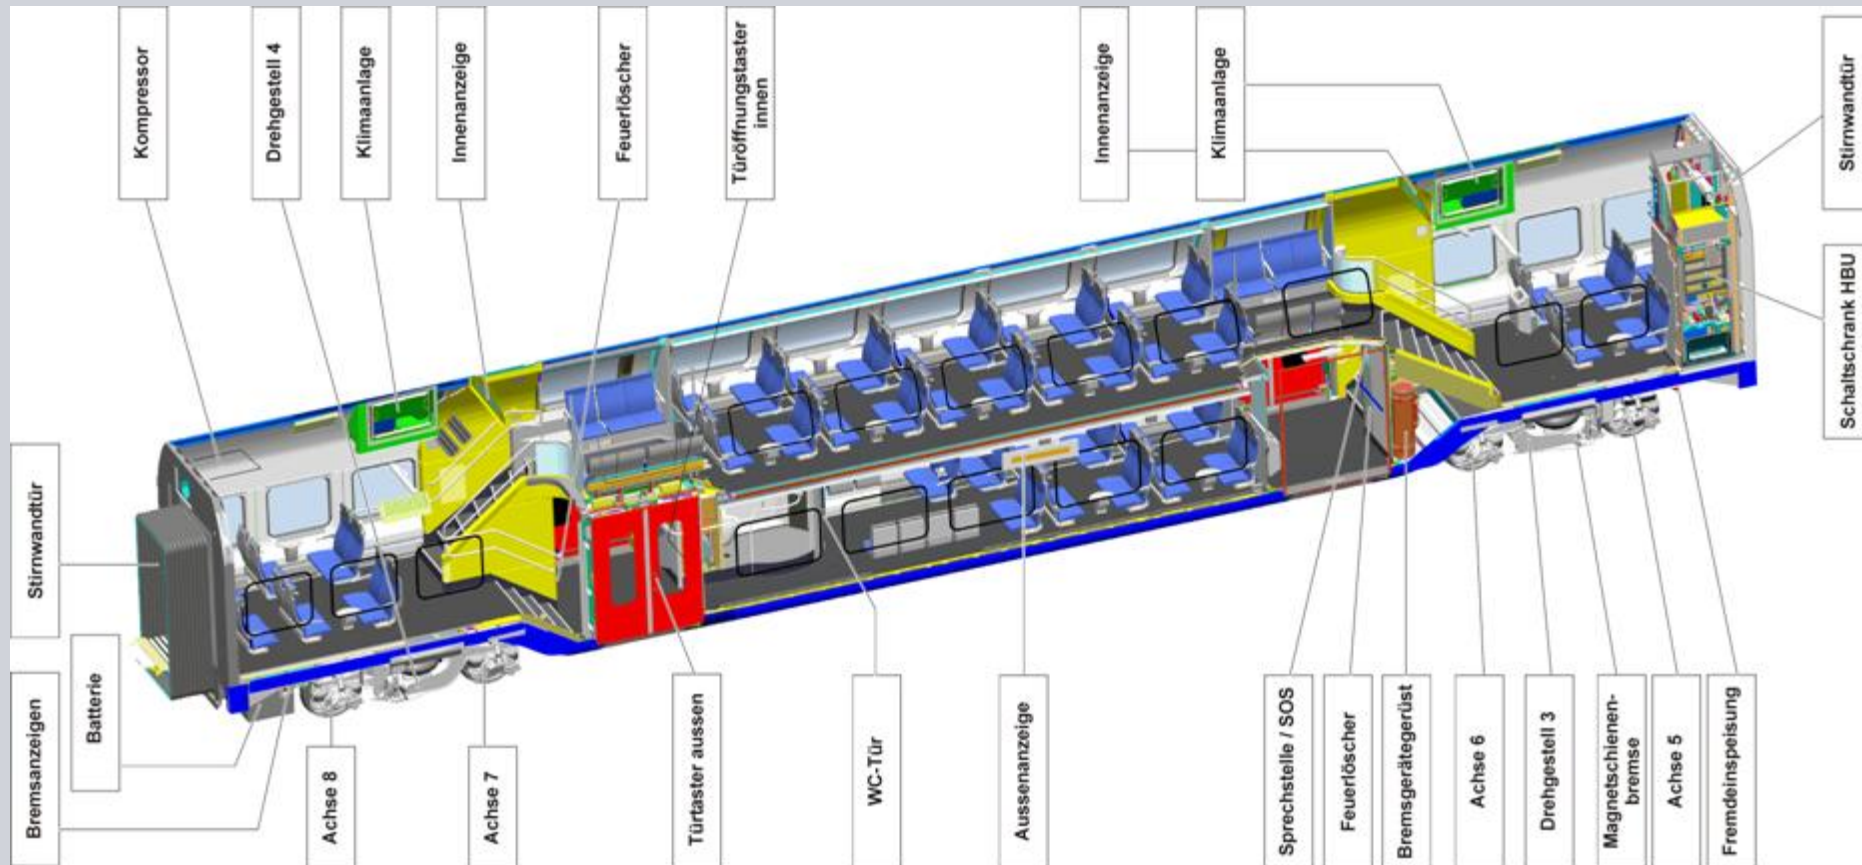 Kompressor
Drehgestell 4
Klimaanlage
Innenanzeige
Feuerlöscher
Türöffnungstaster
innen
Innenanzeige
Klimaanlage
Stirnwandtür
Schaltschrank HBU
Stirnwandtür
Bremsanzeigen
Batterie
Achse 8
Achse 7
Türtaster aussen
WC-Tür
Aussenanzeige
Sprechstelle / SOS
Feuerlöscher
Bremsgerätegerüst
Achse 6
Drehgestell 3
Magnetschienen-
bremse
Achse 5
Fremdeinspeisung